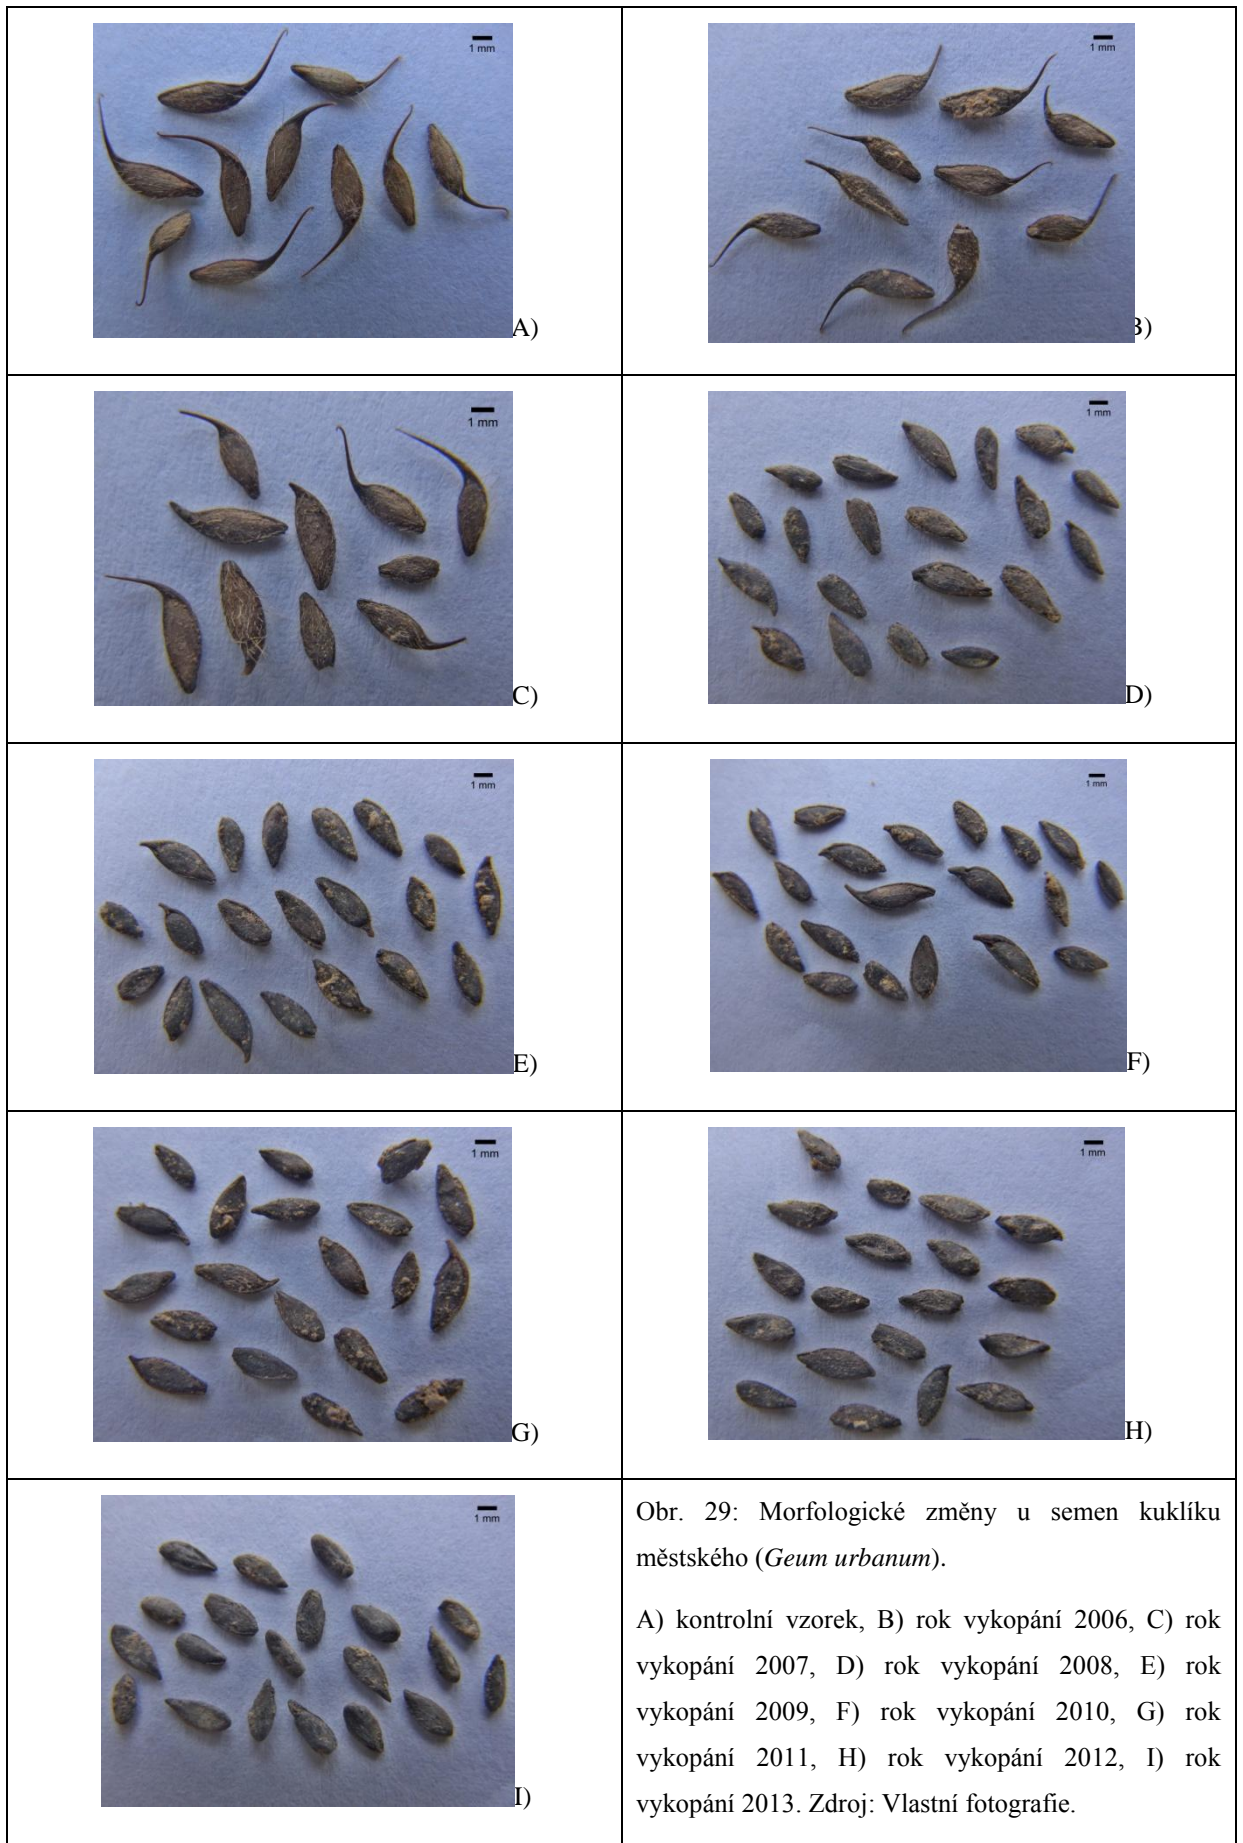 1 mm
A)
1 mm
B)
1 mm
C)
1 mm
D)
1 mm
E)
1 mm
F)
1 mm
G)
1 mm
H)
1 mm
I)
Obr. 29: Morfologické změny u semen kuklíku
městského (Geum urbanum).
A) kontrolní vzorek, B) rok vykopání 2006, C) rok
vykopání 2007, D) rok vykopání 2008, E) rok
vykopání 2009, F) rok vykopání 2010, G) rok
vykopání 2011, H) rok vykopání 2012, I) rok
vykopání 2013. Zdroj: Vlastní fotografie.